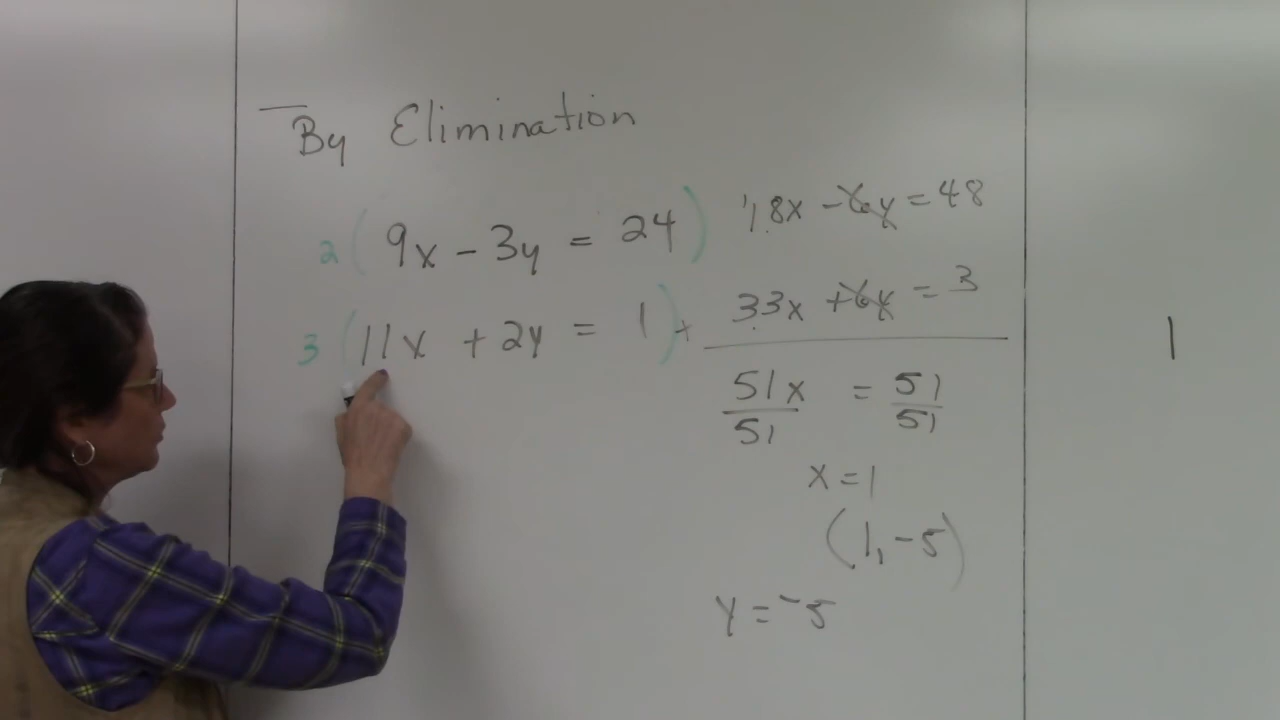 By Elimination
2(9x - 3y = 24) 18x - 6y = 48
3(11x + 2y = 1) + 33x + 6y = 3
51x = 51
51 51
x = 1
(1, -5)
y = -5
1